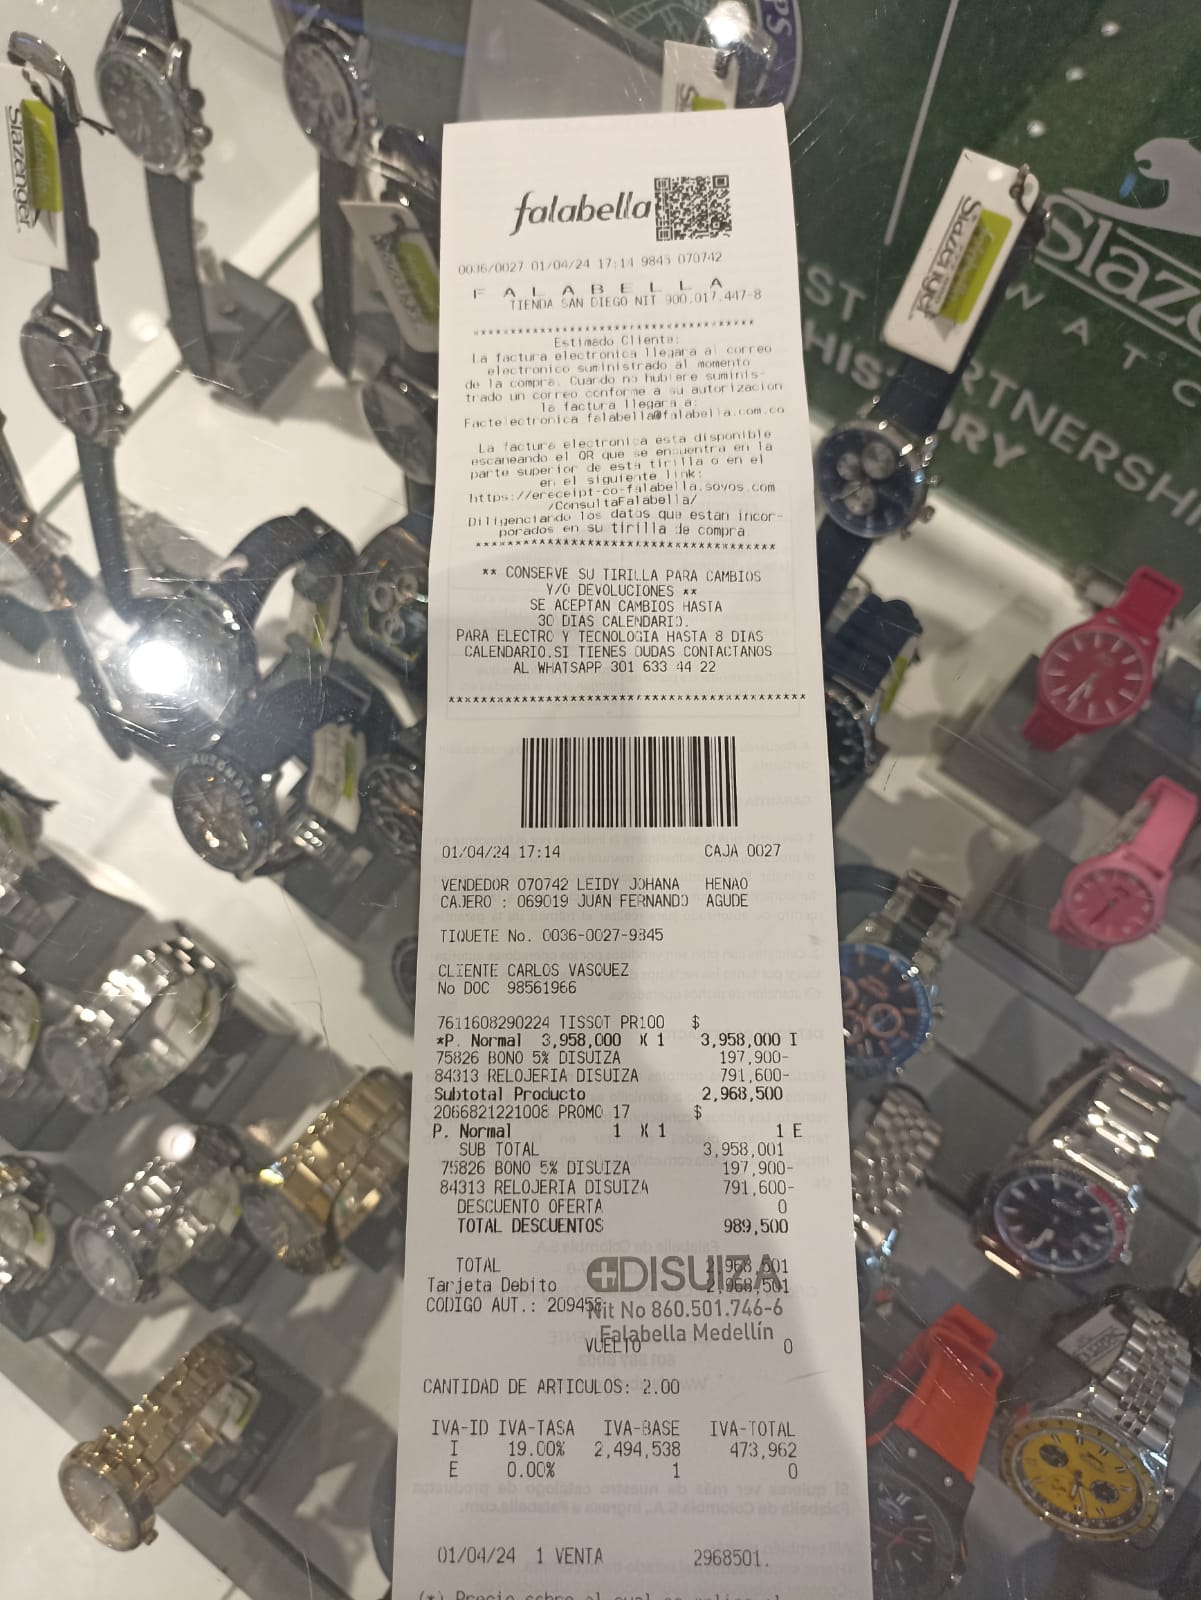 falabella
0036/0027 01/04/24 17:14 9845 070742
F A L A B E L L A
TIENDA SAN DIEGO NIT 900.017.447-8
******************************************
Estimado Cliente:
La factura electronica llegara al correo
electronico suministrado al momento
de la compra. Cuando no hubiere suminis-
trado un correo conforme a su autorizacion
la factura llegara a:
Factelectronica falabella@falabella.com.co
La factura electronica esta disponible
escaneando el QR que se encuentra en la
parte superior de esta tirilla o en el
en el siguiente link:
https://ereceipt-co-falabella.sovos.com
/ConsultaFalabella/
Diligenciando los datos que estan incor-
porados en su tirilla de compra
******************************************
** CONSERVE SU TIRILLA PARA CAMBIOS
Y/O DEVOLUCIONES **
SE ACEPTAN CAMBIOS HASTA
30 DIAS CALENDARIO.
PARA ELECTRO Y TECNOLOGIA HASTA 8 DIAS
CALENDARIO.SI TIENES DUDAS CONTACTANOS
AL WHATSAPP 301 633 44 22
******************************************
01/04/24 17:14 CAJA 0027
VENDEDOR 070742 LEIDY JOHANA HENAO
CAJERO : 069019 JUAN FERNANDO AGUDE
TIQUETE No. 0036-0027-9845
CLIENTE CARLOS VASQUEZ
No DOC 98561966
7611608290224 TISSOT PR100 $
*P. Normal 3,958,000 X 1 3,958,000 I
75826 BONO 5% DISUIZA 197,900-
84313 RELOJERIA DISUIZA 791,600-
Subtotal Producto 2,968,500
2066821221008 PROMO 17 $
P. Normal 1 X 1 1 E
SUB TOTAL 3,958,001
75826 BONO 5% DISUIZA 197,900-
84313 RELOJERIA DISUIZA 791,600-
DESCUENTO OFERTA 0
TOTAL DESCUENTOS 989,500
TOTAL 2,968,501
Tarjeta Debito 2,968,501
CODIGO AUT.: 209458
DISUIZA
Nit No 860.501.746-6
Falabella Medellín
VUELTO 0
CANTIDAD DE ARTICULOS: 2.00
IVA-ID IVA-TASA IVA-BASE IVA-TOTAL
I 19.00% 2,494,538 473,962
E 0.00% 1 0
01/04/24 1 VENTA 2968501.
Slazenger
Slazenger
AUTOMATIC